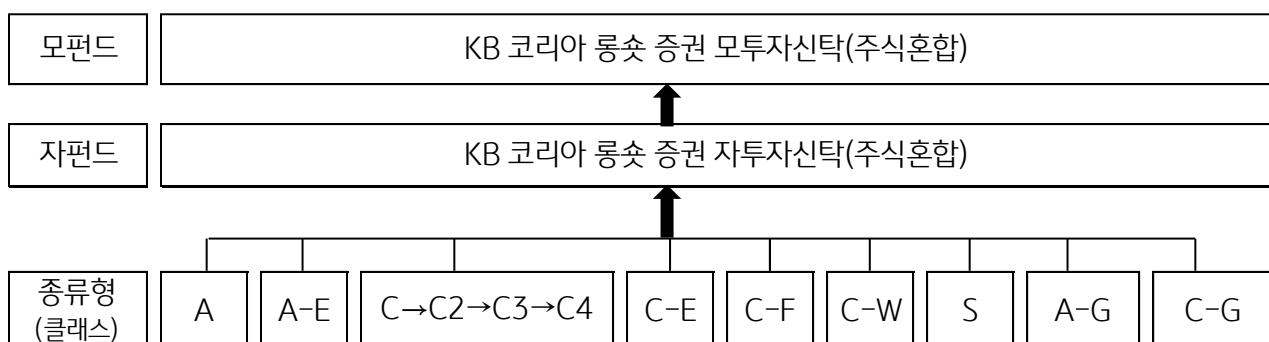 모펀드
KB 코리아 롱숏 증권 모투자신탁(주식혼합)
자펀드
KB 코리아 롱숏 증권 자투자신탁(주식혼합)
종류형
(클래스)
A
A-E
C→C2→C3→C4
C-E
C-F
C-W
S
A-G
C-G